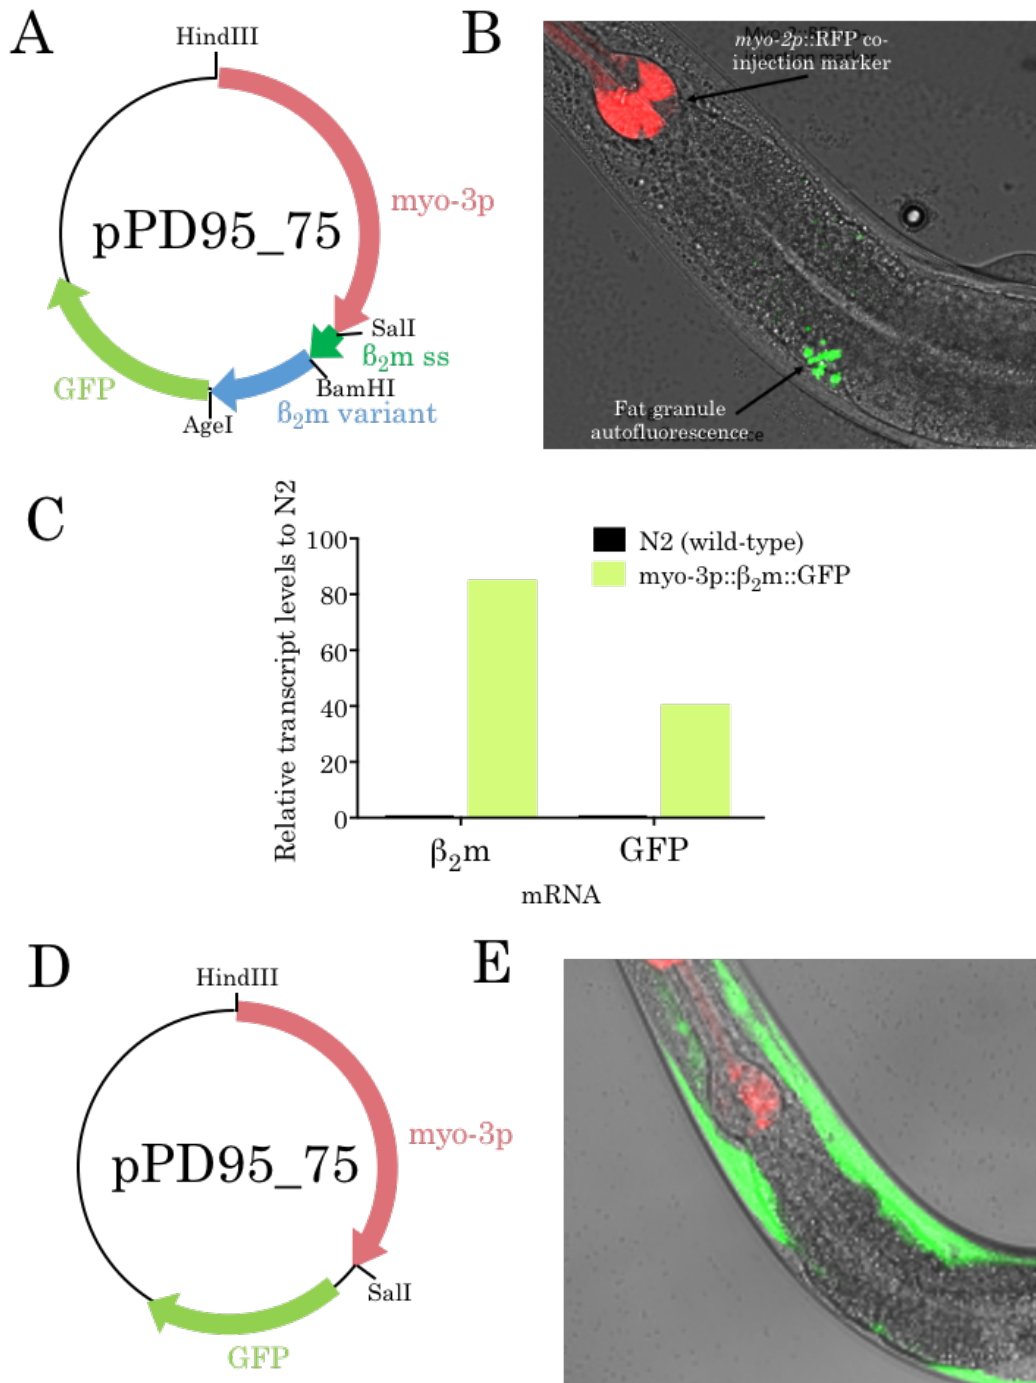 A
HindIII
pPD95_75
myo-3p
SalI
β₂m ss
BamHI
β₂m variant
AgeI
GFP
B
myo-2p::RFP co-
injection marker
Fat granule
autofluorescence
C
Relative transcript levels to N2
100
80
60
40
20
0
N2 (wild-type)
myo-3p::β₂m::GFP
β₂m
GFP
mRNA
D
HindIII
pPD95_75
myo-3p
SalI
GFP
E